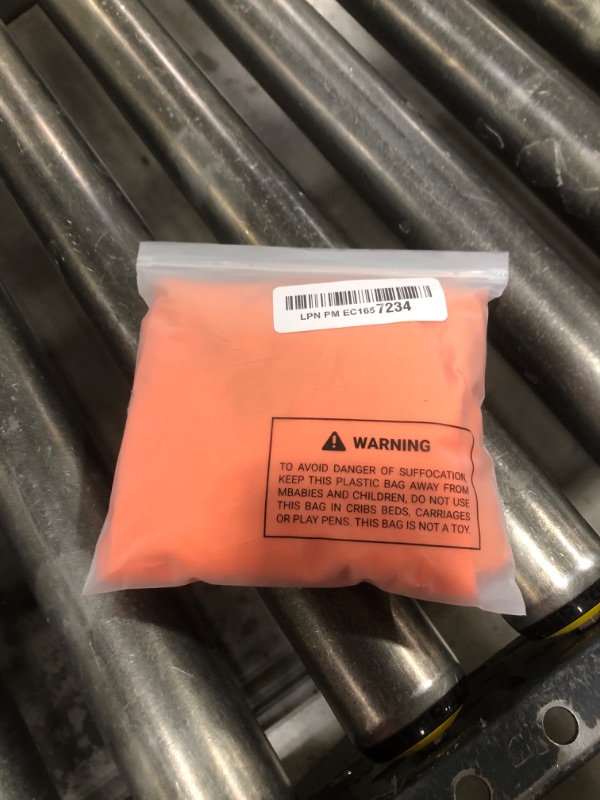 LPN PM EC1657234
WARNING
TO AVOID DANGER OF SUFFOCATION,
KEEP THIS PLASTIC BAG AWAY FROM
MBABIES AND CHILDREN, DO NOT USE
THIS BAG IN CRIBS BEDS, CARRIAGES
OR PLAY PENS. THIS BAG IS NOT A TOY.